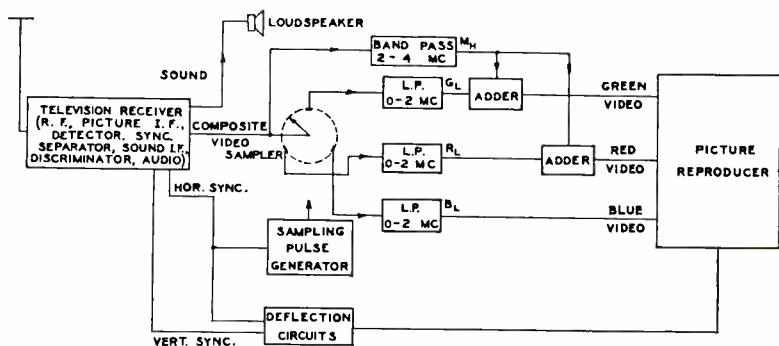 LOUDSPEAKER
SOUND
BAND PASS
2 - 4 MC
M_H
TELEVISION RECEIVER
(R. F., PICTURE I. F.,
DETECTOR, SYNC.
SEPARATOR, SOUND I.F.
DISCRIMINATOR, AUDIO)
COMPOSITE
VIDEO
SAMPLER
L.P.
0-2 MC
G_L
ADDER
GREEN
VIDEO
L.P.
0-2 MC
R_L
ADDER
RED
VIDEO
PICTURE
REPRODUCER
L.P.
0-2 MC
B_L
BLUE
VIDEO
HOR. SYNC.
SAMPLING
PULSE
GENERATOR
DEFLECTION
CIRCUITS
VERT. SYNC.